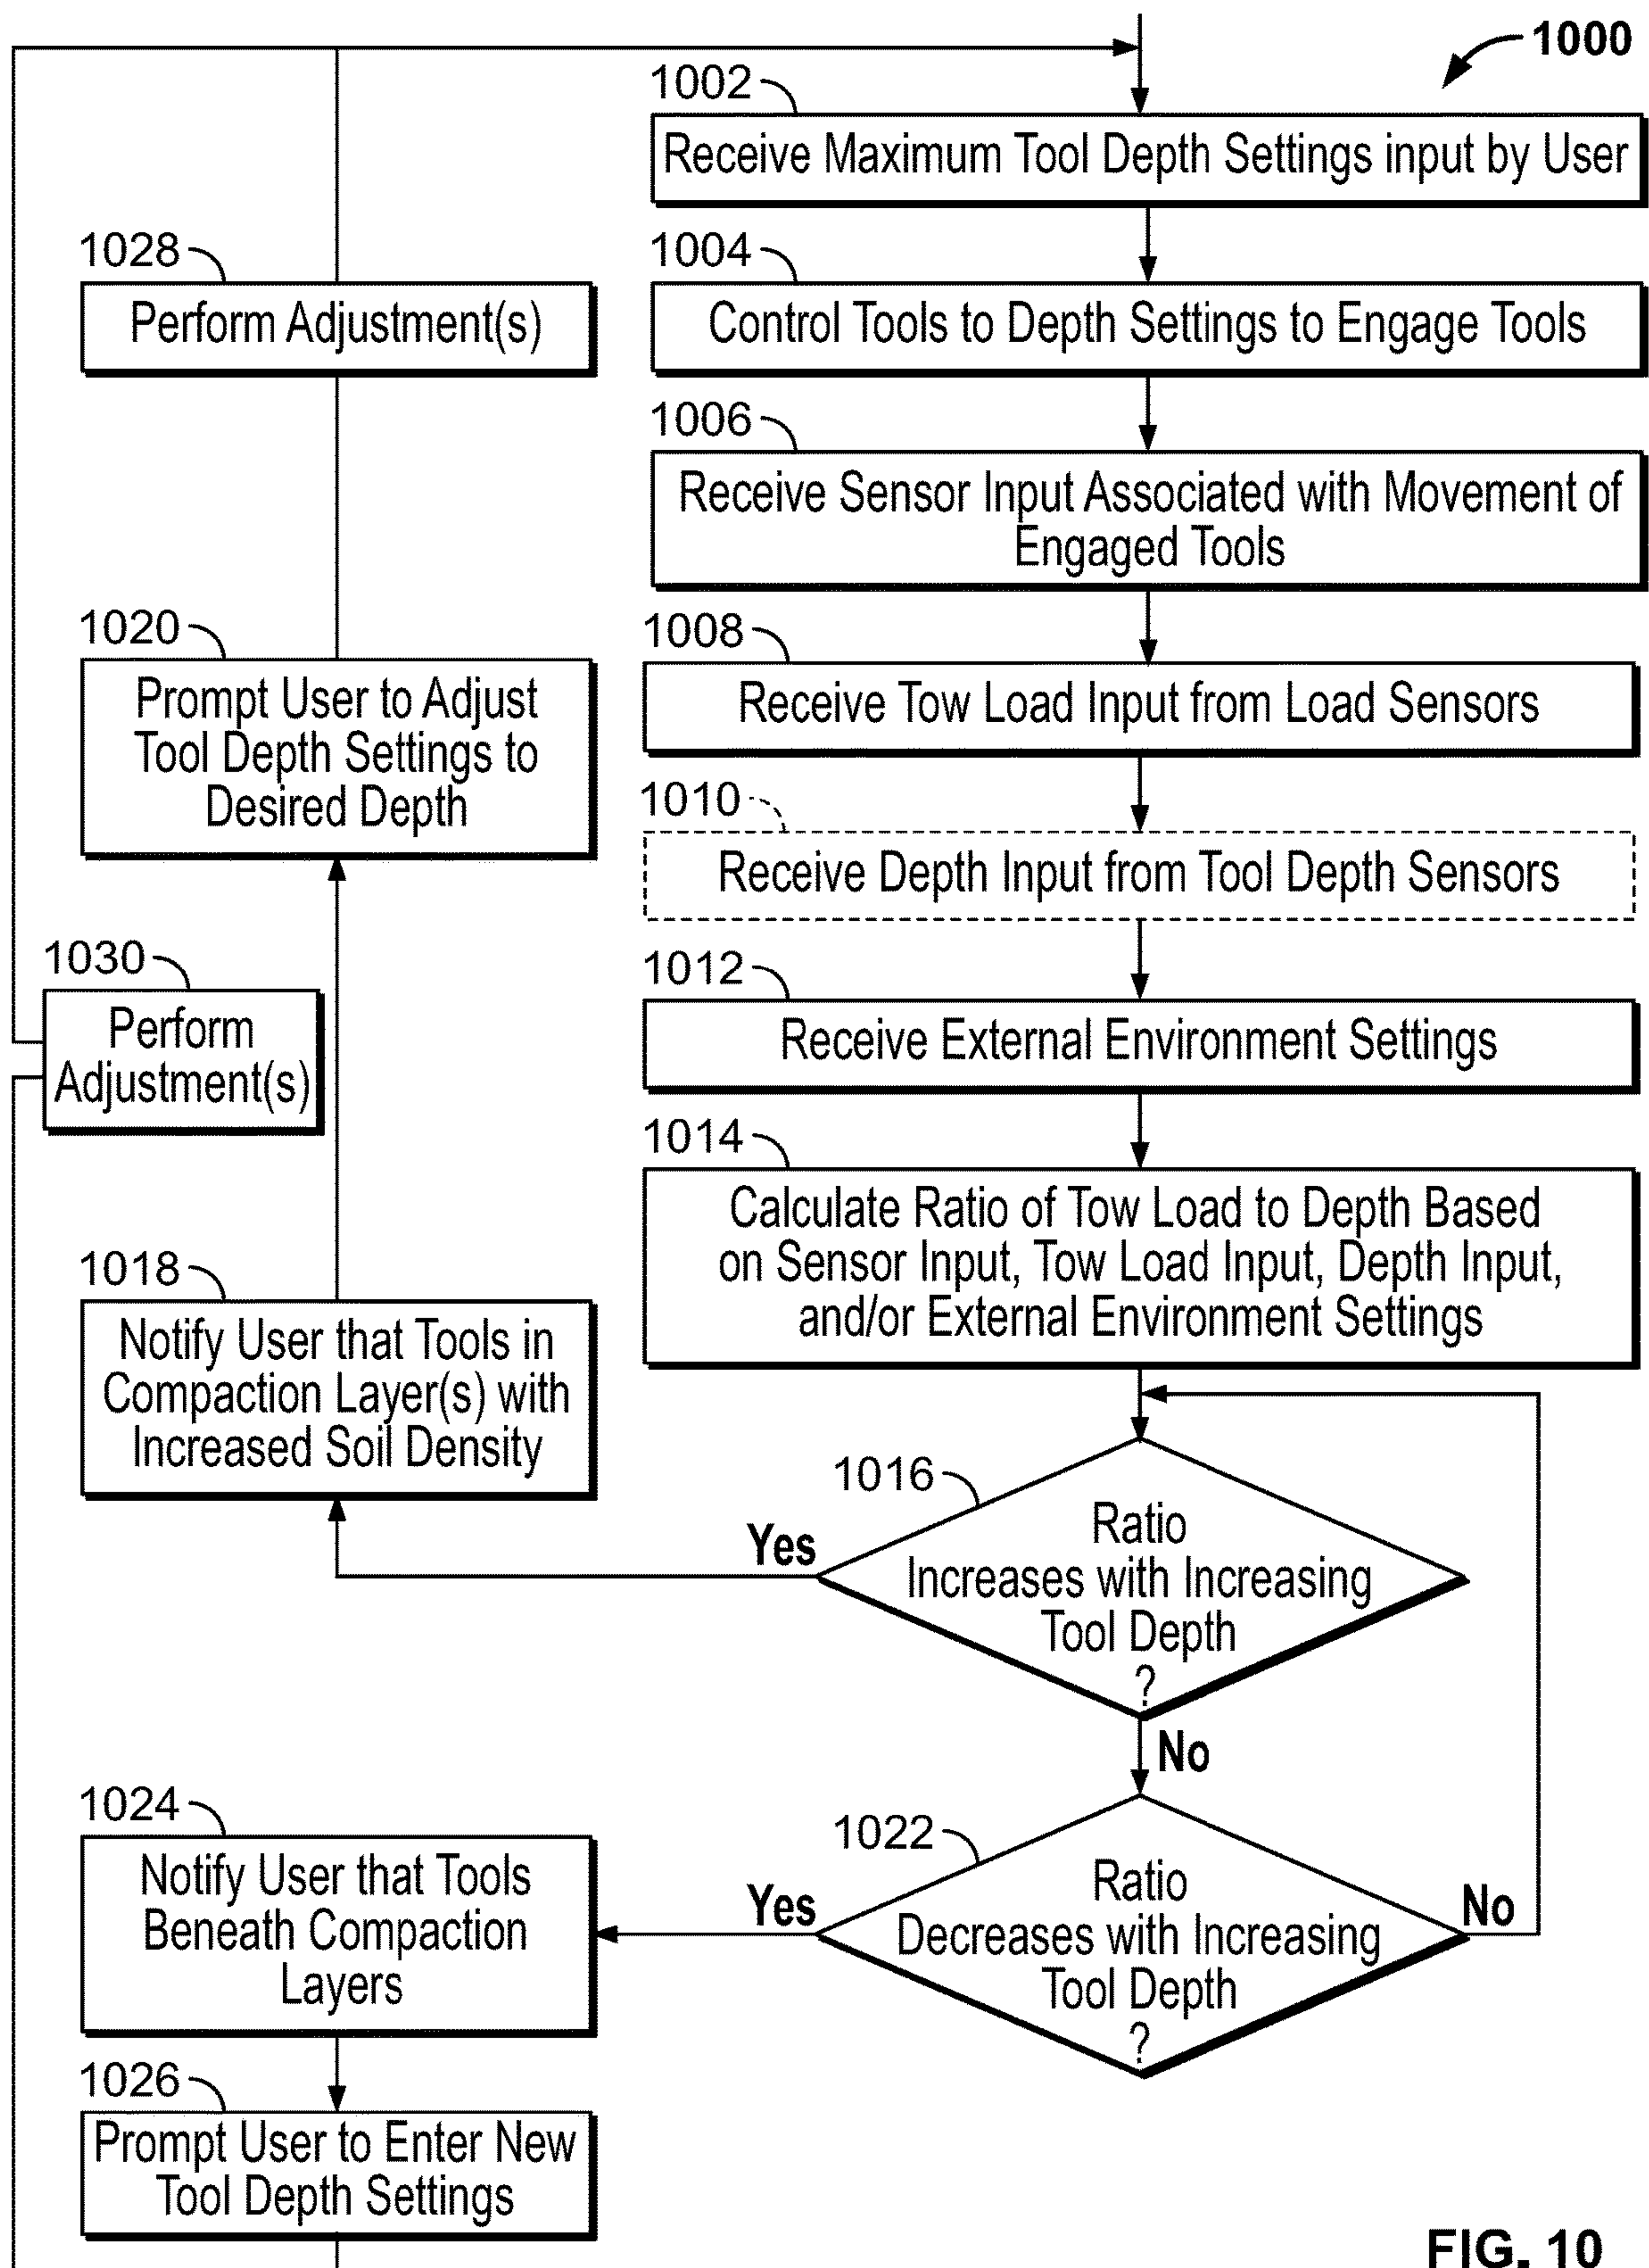 1000
1002
Receive Maximum Tool Depth Settings input by User
1004
Control Tools to Depth Settings to Engage Tools
1006
Receive Sensor Input Associated with Movement of
Engaged Tools
1008
Receive Tow Load Input from Load Sensors
1010
Receive Depth Input from Tool Depth Sensors
1012
Receive External Environment Settings
1014
Calculate Ratio of Tow Load to Depth Based
on Sensor Input, Tow Load Input, Depth Input,
and/or External Environment Settings
1016
Ratio
Increases with Increasing
Tool Depth
?
Yes
No
1018
Notify User that Tools in
Compaction Layer(s) with
Increased Soil Density
1020
Prompt User to Adjust
Tool Depth Settings to
Desired Depth
1028
Perform Adjustment(s)
1022
Ratio
Decreases with Increasing
Tool Depth
?
Yes
No
1024
Notify User that Tools
Beneath Compaction
Layers
1026
Prompt User to Enter New
Tool Depth Settings
1030
Perform
Adjustment(s)
FIG. 10